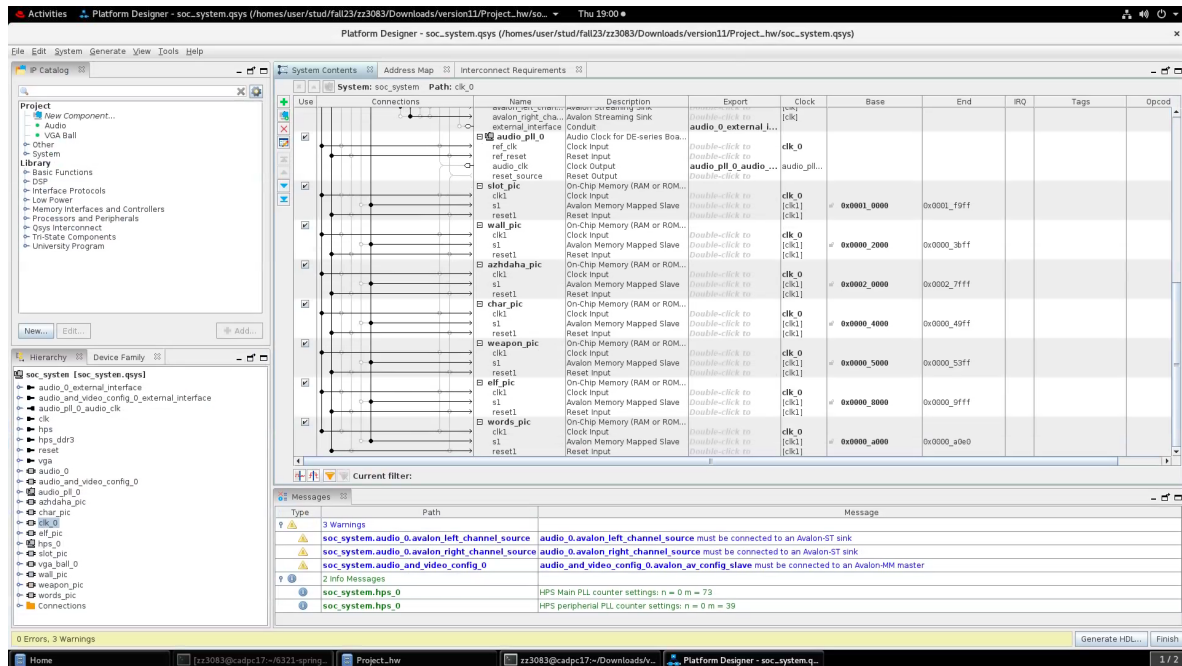 Activities Platform Designer - soc_system.qsys (/homes/user/stud/fall23/zz3083/Downloads/version11/Project_hw/so... Thu 19:00
Platform Designer - soc_system.qsys (/homes/user/stud/fall23/zz3083/Downloads/version11/Project_hw/soc_system.qsys)
File Edit System Generate View Tools Help
IP Catalog
Project
New Component...
Audio
VGA Ball
Other
System
Library
Basic Functions
DSP
Interface Protocols
Low Power
Memory Interfaces and Controllers
Processors and Peripherals
Qsys Interconnect
Tri-State Components
University Program
New... Edit... Add...
Hierarchy Device Family
soc_system [soc_system.qsys]
audio_0_external_interface
audio_and_video_config_0_external_interface
audio_pll_0_audio_clk
clk
hps
hps_ddr3
reset
vga
audio_0
audio_and_video_config_0
audio_pll_0
azhdaha_pic
char_pic
clk_0
elf_pic
hps_0
slot_pic
vga_ball_0
wall_pic
weapon_pic
words_pic
Connections
System Contents Address Map Interconnect Requirements
System: soc_system Path: clk_0
Use Connections Name Description Export Clock Base End IRQ Tags Opcod
avalon_left_chan... Avalon Streaming Sink
avalon_right_cha... Avalon Streaming Sink [clk]
external_interface Conduit audio_0_external_i...
audio_pll_0 Audio Clock for DE-series Boa...
ref_clk Clock Input Double-click to clk_0
ref_reset Reset Input Double-click to
audio_clk Clock Output audio_pll_0_audio_... audio_pll...
reset_source Reset Output Double-click to
slot_pic On-Chip Memory (RAM or ROM...
clk1 Clock Input Double-click to clk_0
s1 Avalon Memory Mapped Slave Double-click to [clk1] 0x0001_0000 0x0001_f9ff
reset1 Reset Input Double-click to [clk1]
wall_pic On-Chip Memory (RAM or ROM...
clk1 Clock Input Double-click to clk_0
s1 Avalon Memory Mapped Slave Double-click to [clk1] 0x0000_2000 0x0000_3bff
reset1 Reset Input Double-click to [clk1]
azhdaha_pic On-Chip Memory (RAM or ROM...
clk1 Clock Input Double-click to clk_0
s1 Avalon Memory Mapped Slave Double-click to [clk1] 0x0002_0000 0x0002_7fff
reset1 Reset Input Double-click to [clk1]
char_pic On-Chip Memory (RAM or ROM...
clk1 Clock Input Double-click to clk_0
s1 Avalon Memory Mapped Slave Double-click to [clk1] 0x0000_4000 0x0000_49ff
reset1 Reset Input Double-click to [clk1]
weapon_pic On-Chip Memory (RAM or ROM...
clk1 Clock Input Double-click to clk_0
s1 Avalon Memory Mapped Slave Double-click to [clk1] 0x0000_5000 0x0000_53ff
reset1 Reset Input Double-click to [clk1]
elf_pic On-Chip Memory (RAM or ROM...
clk1 Clock Input Double-click to clk_0
s1 Avalon Memory Mapped Slave Double-click to [clk1] 0x0000_8000 0x0000_9fff
reset1 Reset Input Double-click to [clk1]
words_pic On-Chip Memory (RAM or ROM...
clk1 Clock Input Double-click to clk_0
s1 Avalon Memory Mapped Slave Double-click to [clk1] 0x0000_a000 0x0000_a0e0
reset1 Reset Input Double-click to [clk1]
Current filter:
Messages
Type Path Message
3 Warnings
soc_system.audio_0.avalon_left_channel_source audio_0.avalon_left_channel_source must be connected to an Avalon-ST sink
soc_system.audio_0.avalon_right_channel_source audio_0.avalon_right_channel_source must be connected to an Avalon-ST sink
soc_system.audio_and_video_config_0 audio_and_video_config_0.avalon_av_config_slave must be connected to an Avalon-MM master
2 Info Messages
soc_system.hps_0 HPS Main PLL counter settings: n = 0 m = 73
soc_system.hps_0 HPS peripherial PLL counter settings: n = 0 m = 39
0 Errors, 3 Warnings Generate HDL... Finish
Home [zz3083@cadpc17:~/6321-spring... Project_hw zz3083@cadpc17:~/Downloads/v... Platform Designer - soc_system.q... 1 / 2